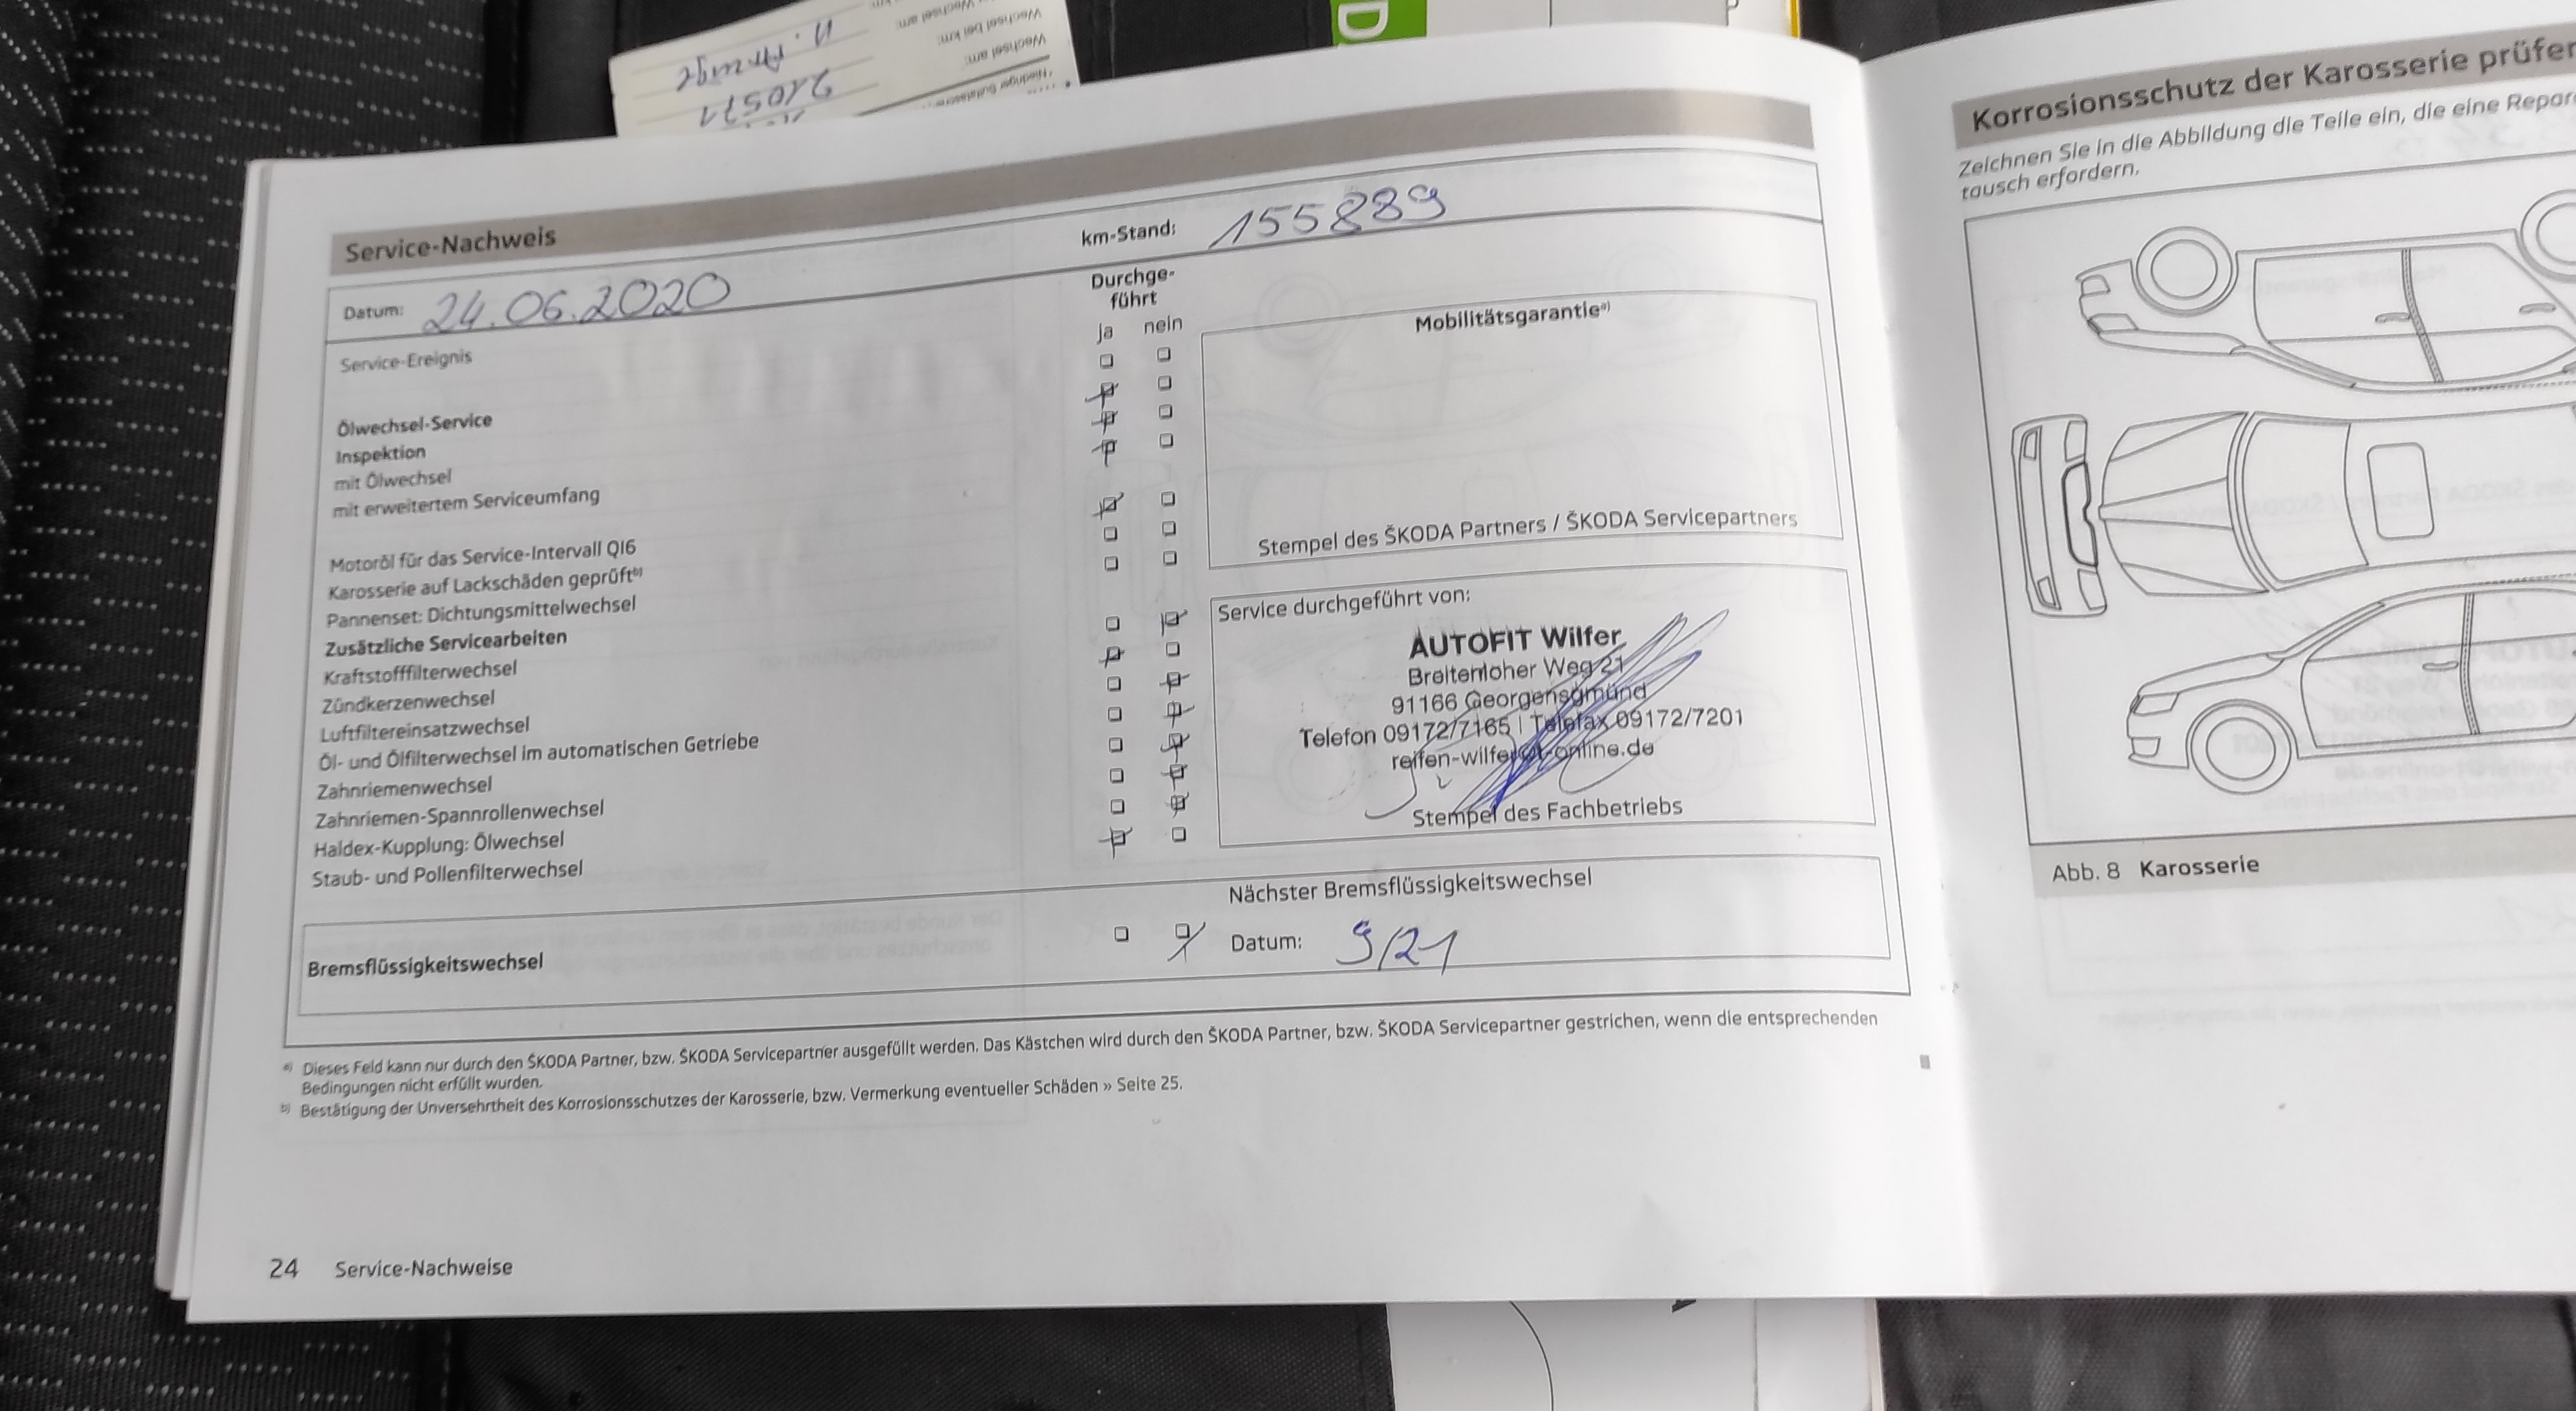 Wechsel am:
Wechsel bei km:
Wechsel am:
210571
n. Anzeige
D
Service-Nachweis
Datum: 24.06.2020
km-Stand: 155889
Durchge-
führt
ja nein
Service-Ereignis
Ölwechsel-Service
Inspektion
mit Ölwechsel
mit erweitertem Serviceumfang
Motoröl für das Service-Intervall QI6
Karosserie auf Lackschäden geprüft b)
Pannenset: Dichtungsmittelwechsel
Zusätzliche Servicearbeiten
Kraftstofffilterwechsel
Zündkerzenwechsel
Luftfiltereinsatzwechsel
Öl- und Ölfilterwechsel im automatischen Getriebe
Zahnriemenwechsel
Zahnriemen-Spannrollenwechsel
Haldex-Kupplung: Ölwechsel
Staub- und Pollenfilterwechsel
Bremsflüssigkeitswechsel
Mobilitätsgarantie a)
Stempel des ŠKODA Partners / ŠKODA Servicepartners
Service durchgeführt von:
AUTOFIT Wilfer
Breitenloher Weg 21
91166 Georgensgmünd
Telefon 09172/7165 | Telefax 09172/7201
reifen-wilfer@t-online.de
Stempel des Fachbetriebs
Nächster Bremsflüssigkeitswechsel
Datum: 9/21
a) Dieses Feld kann nur durch den ŠKODA Partner, bzw. ŠKODA Servicepartner ausgefüllt werden. Das Kästchen wird durch den ŠKODA Partner, bzw. ŠKODA Servicepartner gestrichen, wenn die entsprechenden
Bedingungen nicht erfüllt wurden.
b) Bestätigung der Unversehrtheit des Korrosionsschutzes der Karosserie, bzw. Vermerkung eventueller Schäden » Seite 25.
24 Service-Nachweise
Korrosionsschutz der Karosserie prüfen
Zeichnen Sie in die Abbildung die Teile ein, die eine
tausch erfordern.
Abb. 8 Karosserie